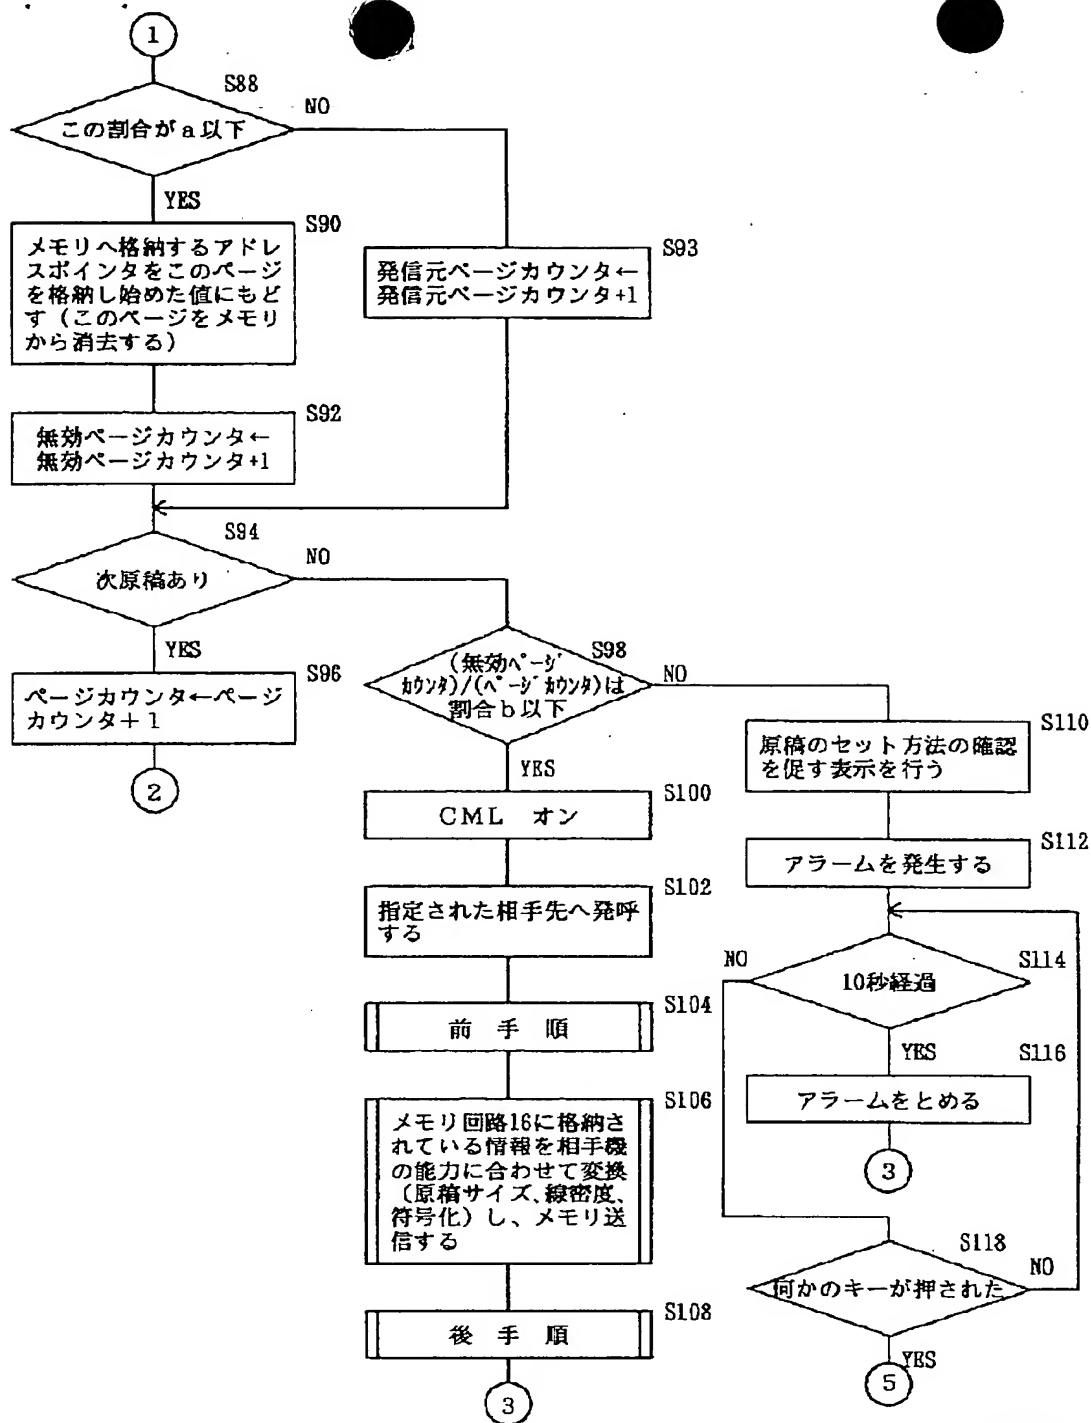 1
S88
NO
この割合がa以下
YES
S90
メモリへ格納するアドレ
スポインタをこのページ
を格納し始めた値にもど
す（このページをメモリ
から消去する）
S93
発信元ページカウンタ←
発信元ページカウンタ+1
S92
無効ページカウンタ←
無効ページカウンタ+1
S94
NO
次原稿あり
YES
S96
ページカウンタ←ページ
カウンタ＋1
2
S98
(無効ページ
カウンタ)/(ページカウンタ)は
割合b以下
NO
YES
S100
CML オン
S102
指定された相手先へ発呼
する
S104
前手順
S106
メモリ回路16に格納さ
れている情報を相手機
の能力に合わせて変換
（原稿サイズ、線密度、
符号化）し、メモリ送
信する
S108
後手順
3
S110
原稿のセット方法の確認
を促す表示を行う
S112
アラームを発生する
NO
S114
10秒経過
YES
S116
アラームをとめる
3
S118
NO
何かのキーが押された
YES
5